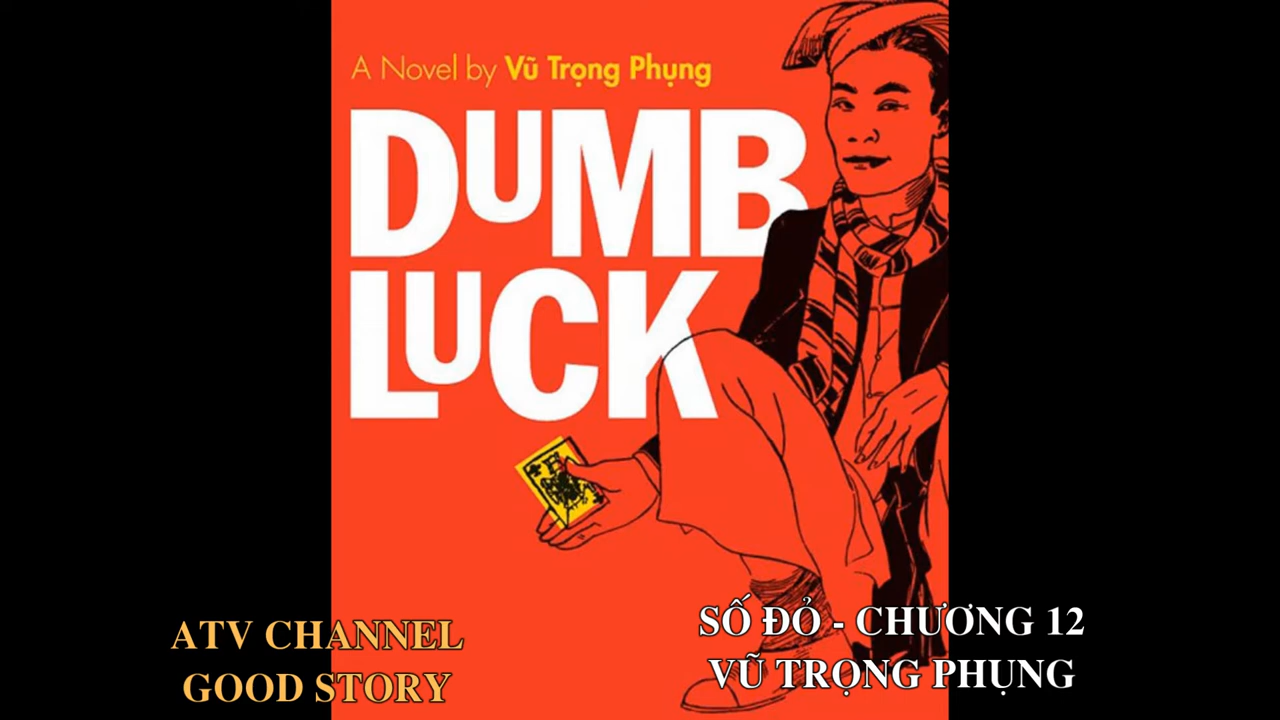 A Novel by Vũ Trọng Phụng
DUMB
LUCK
ATV CHANNEL
GOOD STORY
SỐ ĐỎ - CHƯƠNG 12
VŨ TRỌNG PHỤNG